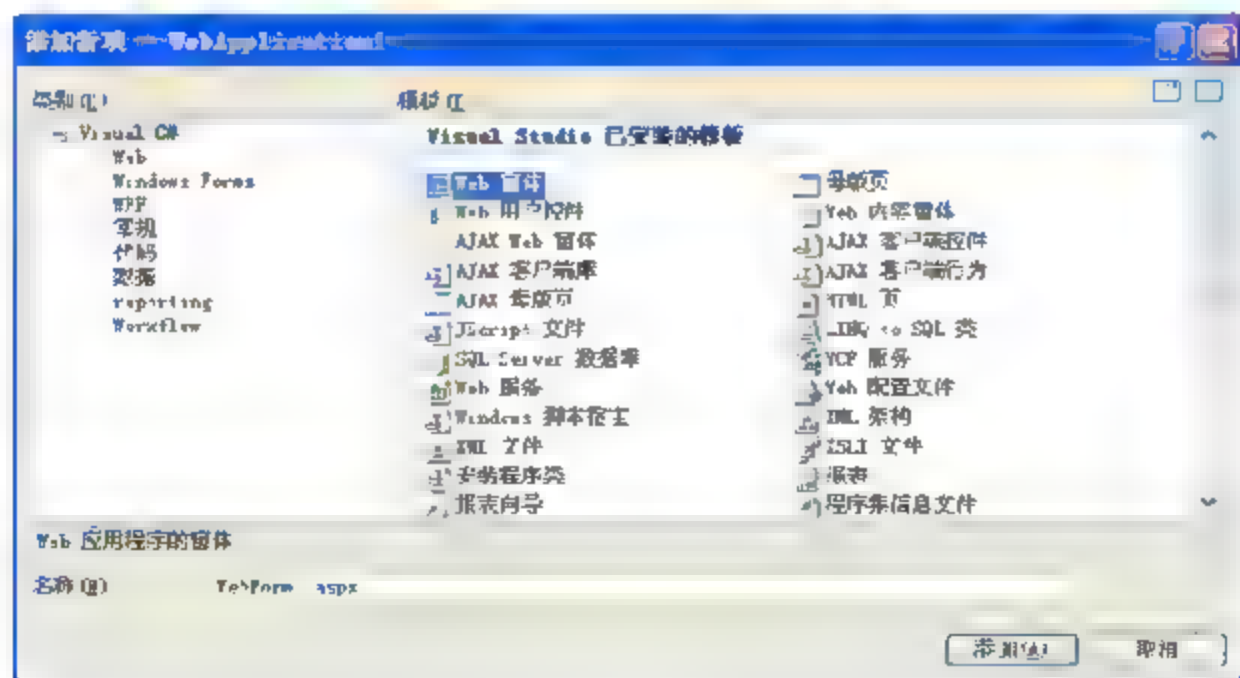 添加新项 - WebApplication
类别(C)
模板(T)
Visual C#
Web
Windows Forms
WPF
常规
代码
数据
reporting
Workflow
Visual Studio 已安装的模板
Web 窗体
母版页
Web 用户控件
Web 内容窗体
AJAX Web 窗体
AJAX 客户端控件
AJAX 客户端库
AJAX 客户端行为
AJAX 母版页
HTML 页
JScript 文件
LINQ to SQL 类
SQL Server 数据库
WCF 服务
Web 服务
Web 配置文件
Windows 脚本宿主
XML 架构
XML 文件
XSLT 文件
安装程序类
报表
报表向导
程序集信息文件
Web 应用程序的窗体
名称(N)
WebForm aspx
添加(A)
取消